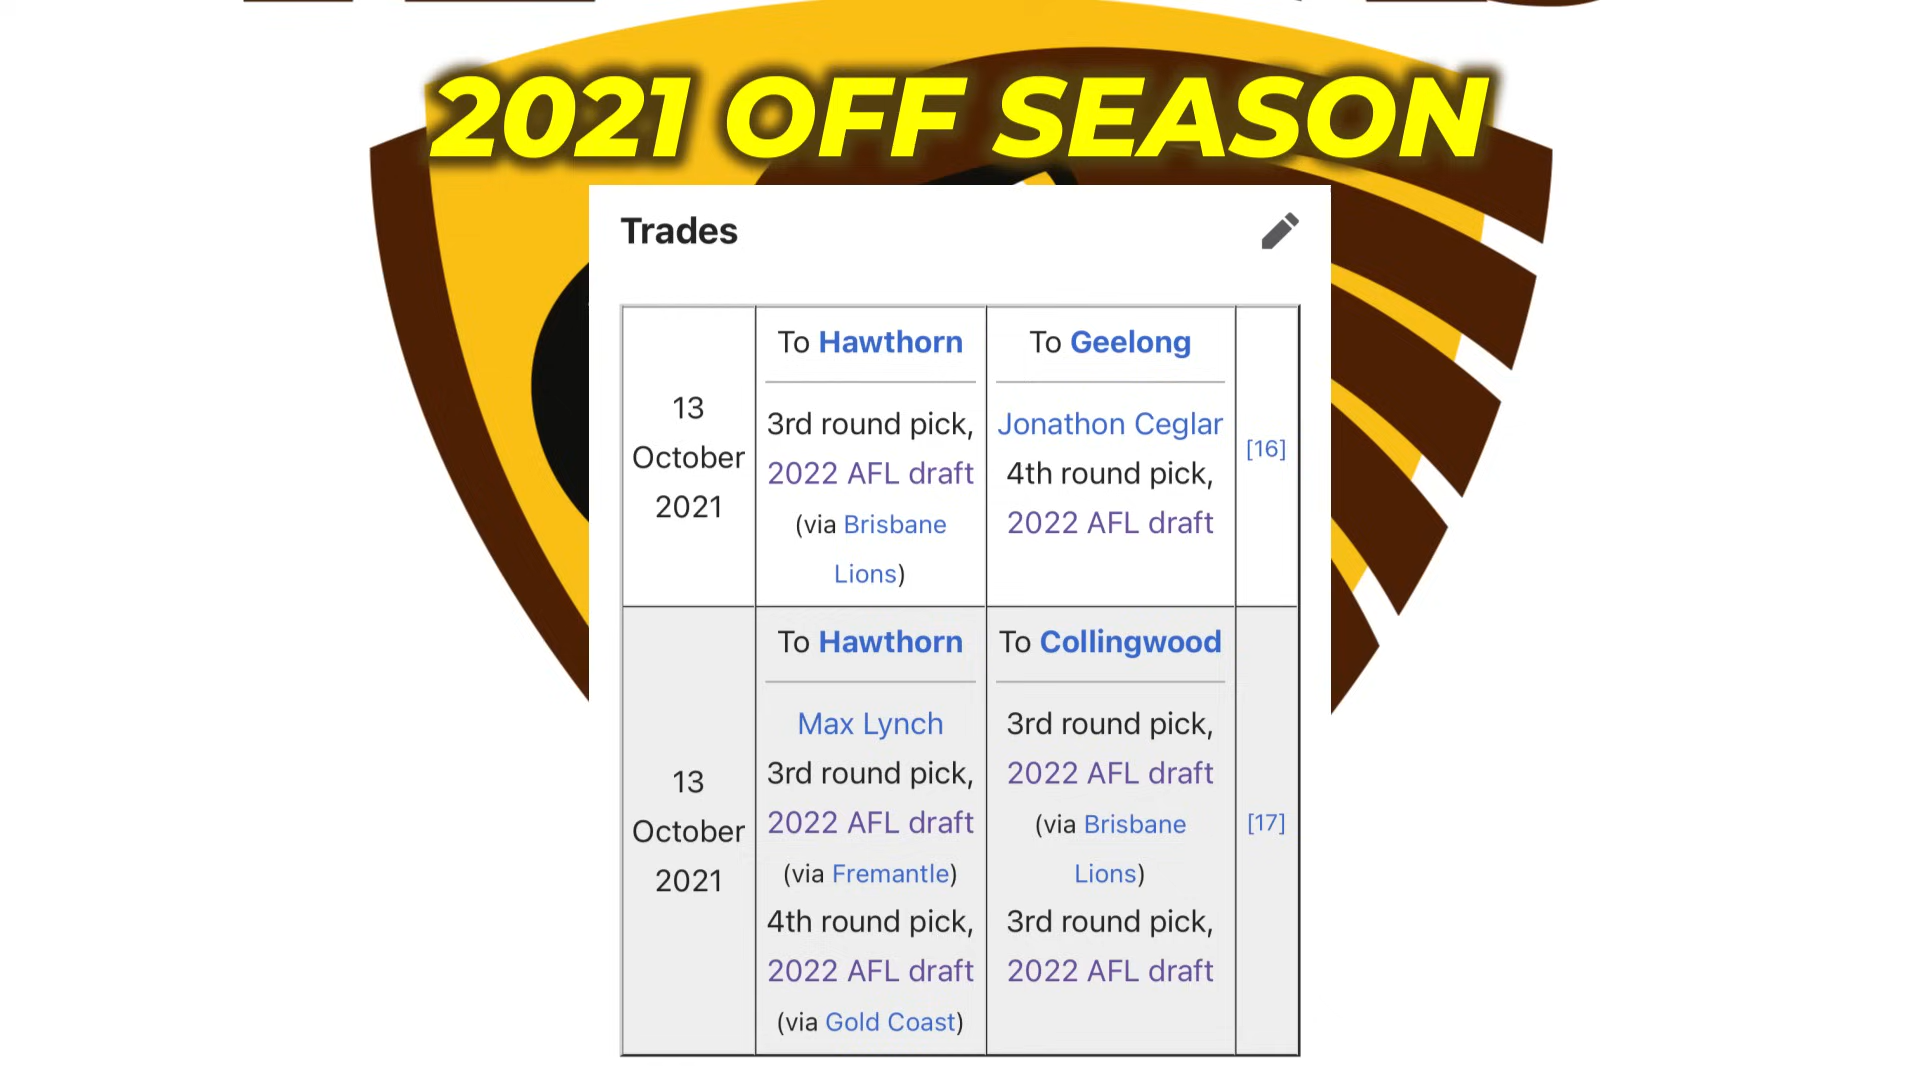 2021 OFF SEASON
Trades
13
October
2021
To Hawthorn
3rd round pick,
2022 AFL draft
(via Brisbane
Lions)
To Geelong
Jonathon Ceglar
4th round pick,
2022 AFL draft
[16]
13
October
2021
To Hawthorn
Max Lynch
3rd round pick,
2022 AFL draft
(via Fremantle)
4th round pick,
2022 AFL draft
(via Gold Coast)
To Collingwood
3rd round pick,
2022 AFL draft
(via Brisbane
Lions)
3rd round pick,
2022 AFL draft
[17]